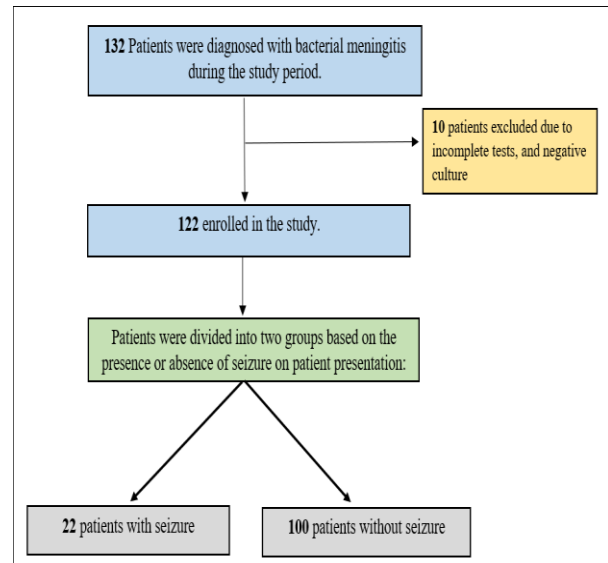 132 Patients were diagnosed with bacterial meningitis
during the study period.
10 patients excluded due to
incomplete tests, and negative
culture
122 enrolled in the study.
Patients were divided into two groups based on the
presence or absence of seizure on patient presentation:
22 patients with seizure
100 patients without seizure